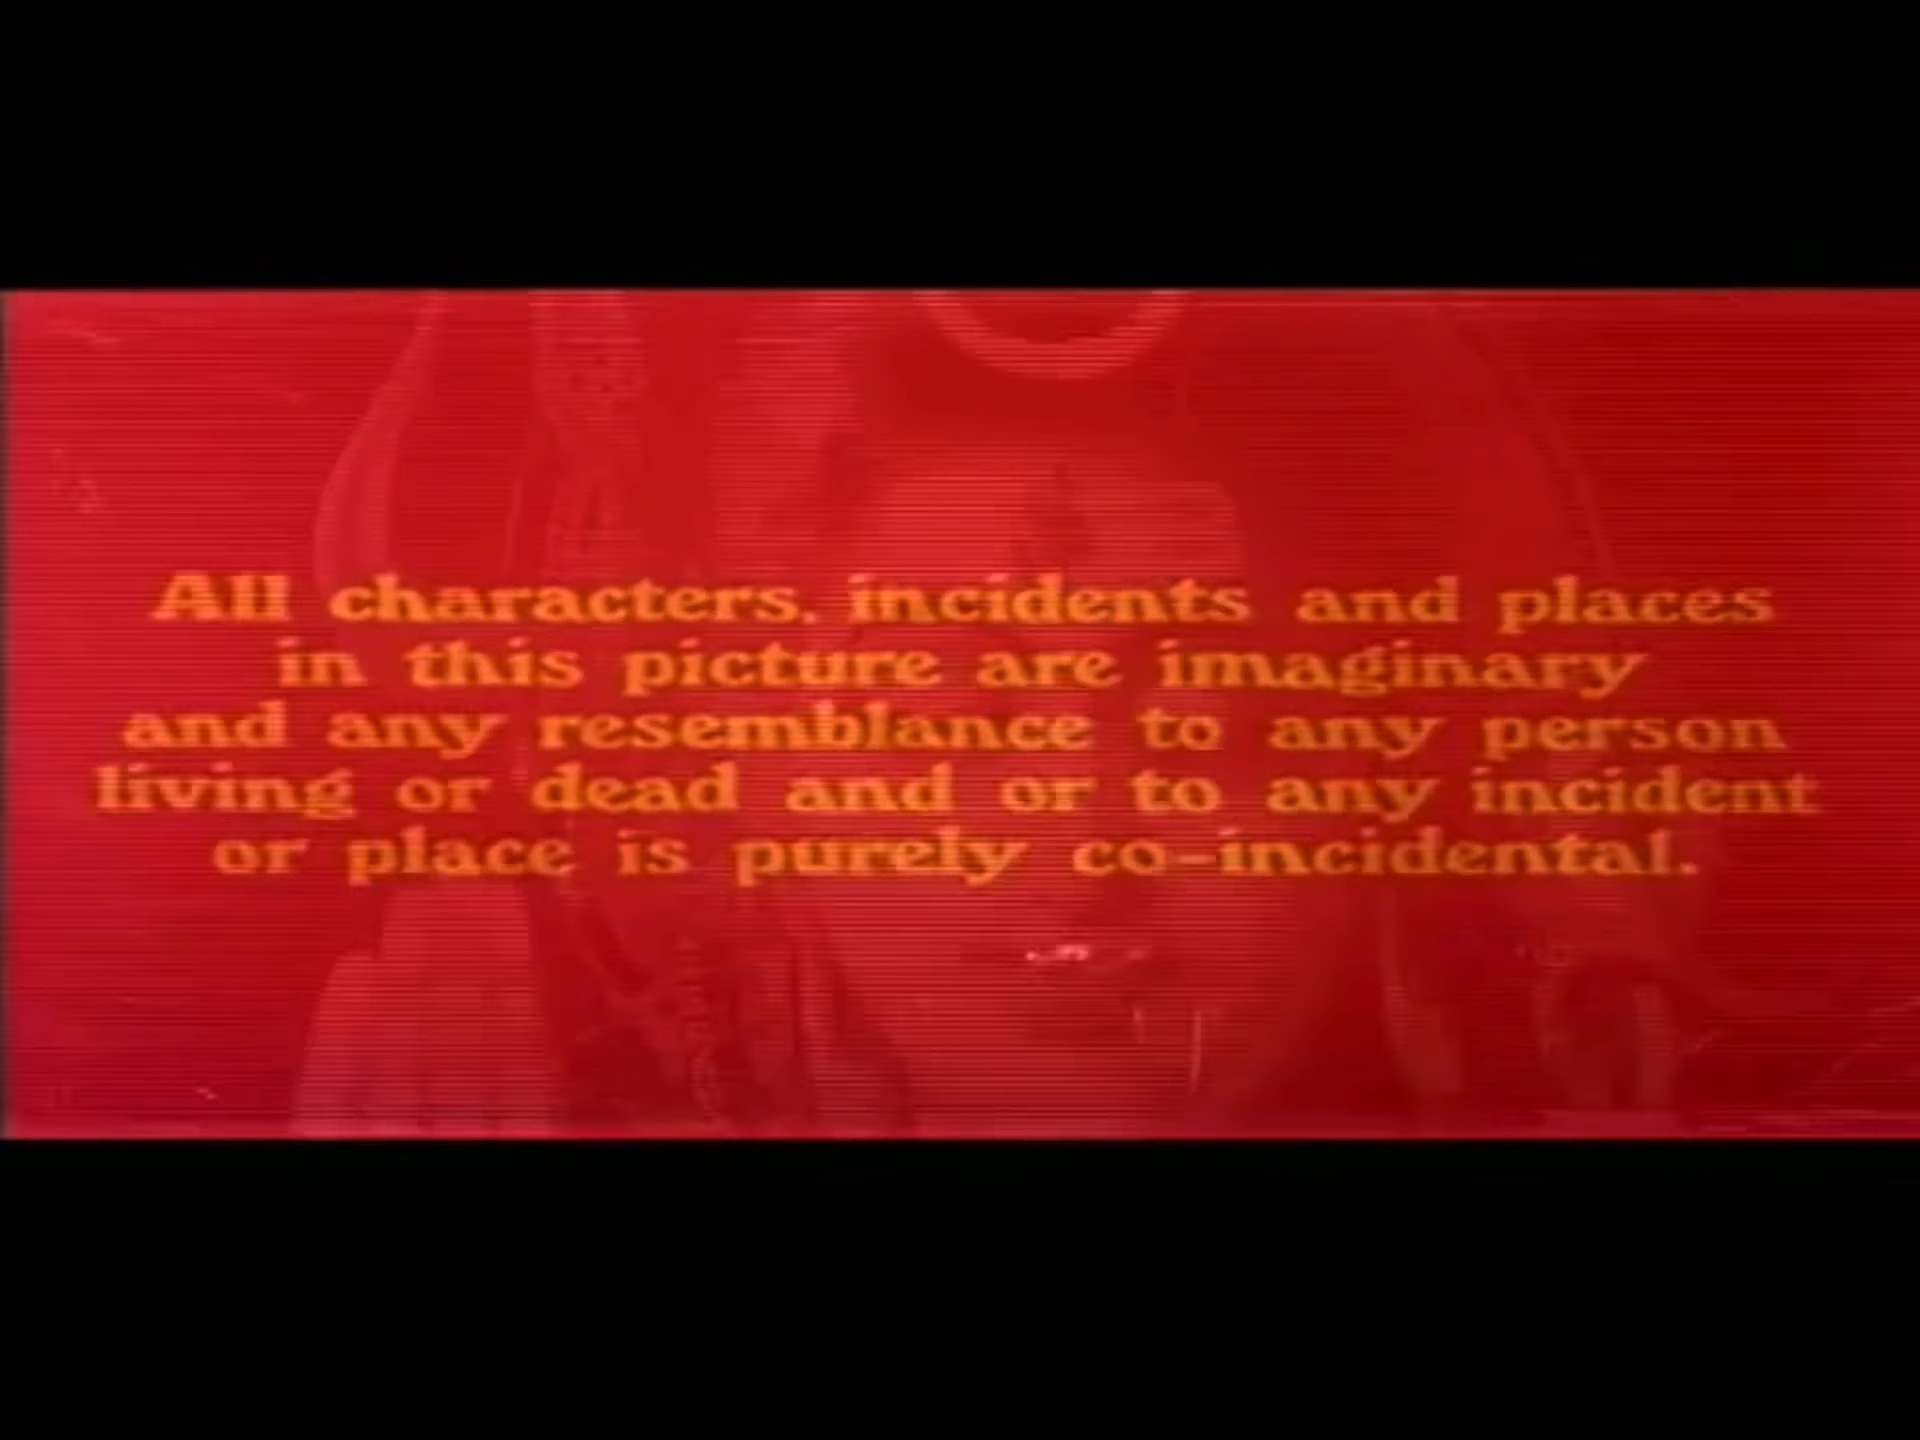 All characters, incidents and places
in this picture are imaginary
and any resemblance to any person
living or dead and or to any incident
or place is purely co-incidental.